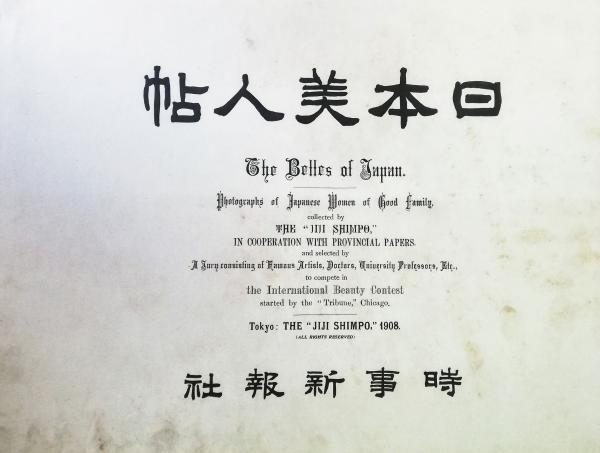 日本美人帖
The Belles of Japan.
Photographs of Japanese Women of Good Family,
collected by
THE "JIJI SHIMPO,"
IN COOPERATION WITH PROVINCIAL PAPERS.
and selected by
A Jury consisting of Famous Artists, Doctors, University Professors, Etc.,
to compete in
the International Beauty Contest
started by the "Tribune," Chicago.
Tokyo: THE "JIJI SHIMPO," 1908.
(ALL RIGHTS RESERVED)
時事新報社